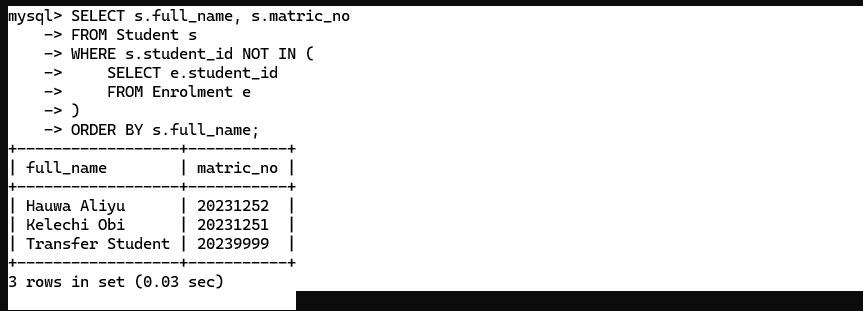 mysql> SELECT s.full_name, s.matric_no
    -> FROM Student s
    -> WHERE s.student_id NOT IN (
    ->     SELECT e.student_id
    ->     FROM Enrolment e
    -> )
    -> ORDER BY s.full_name;
+------------------+-----------+
| full_name        | matric_no |
+------------------+-----------+
| Hauwa Aliyu      | 20231252  |
| Kelechi Obi      | 20231251  |
| Transfer Student | 20239999  |
+------------------+-----------+
3 rows in set (0.03 sec)